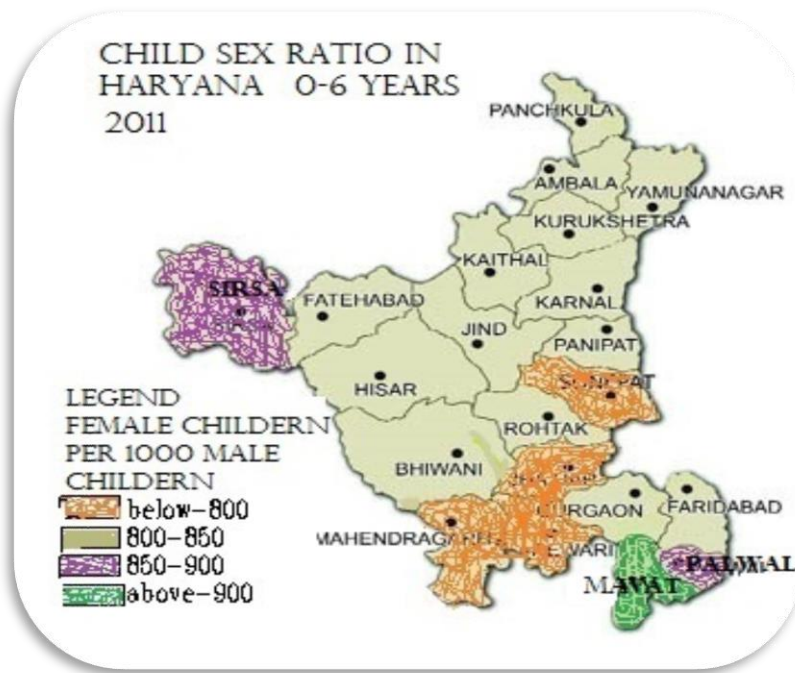 CHILD SEX RATIO IN
HARYANA 0-6 YEARS
2011
PANCHKULA
AMBALA
YAMUNANAGAR
KURUKSHETRA
KAITHAL
KARNAL
SIRSA
FATEHABAD
JIND
PANIPAT
HISAR
SONEPAT
ROHTAK
BHIWANI
GURGAON
FARIDABAD
PALWAL
MAWAT
LEGEND
FEMALE CHILDERN
PER 1000 MALE
CHILDERN
below-800
800-850
850-900
above-900